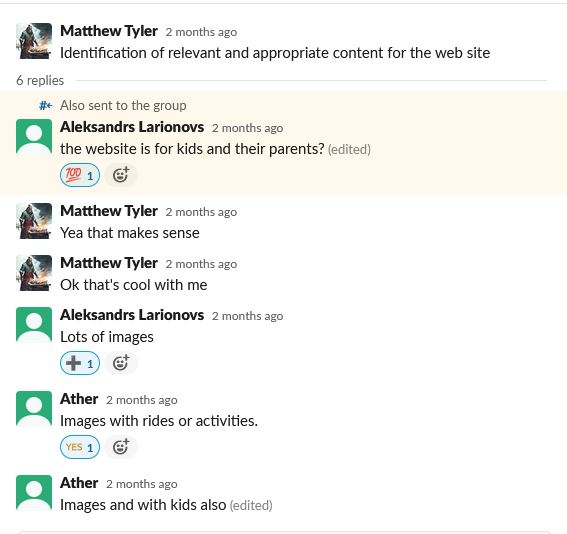 Matthew Tyler 2 months ago
Identification of relevant and appropriate content for the web site
6 replies
Also sent to the group
Aleksandrs Larionovs 2 months ago
the website is for kids and their parents? (edited)
💯 1
Matthew Tyler 2 months ago
Yea that makes sense
Matthew Tyler 2 months ago
Ok that's cool with me
Aleksandrs Larionovs 2 months ago
Lots of images
➕ 1
Ather 2 months ago
Images with rides or activities.
YES 1
Ather 2 months ago
Images and with kids also (edited)